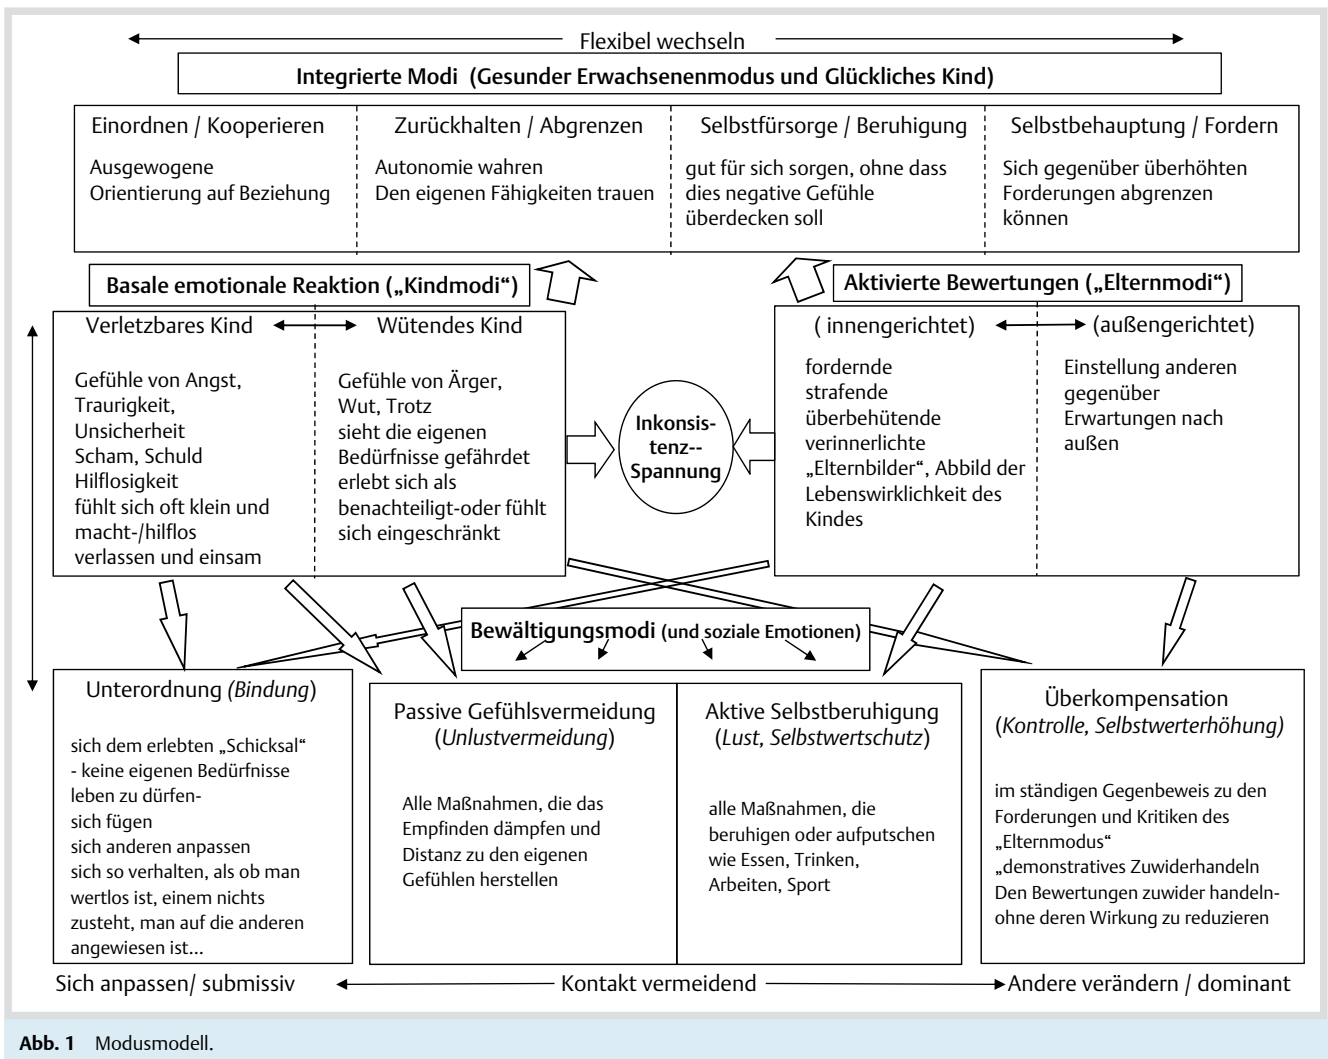 Flexibel wechseln
Integrierte Modi (Gesunder Erwachsenenmodus und Glückliches Kind)
Einordnen / Kooperieren
Ausgewogene
Orientierung auf Beziehung
Zurückhalten / Abgrenzen
Autonomie wahren
Den eigenen Fähigkeiten trauen
Selbstfürsorge / Beruhigung
gut für sich sorgen, ohne dass
dies negative Gefühle
überdecken soll
Selbstbehauptung / Fordern
Sich gegenüber überhöhten
Forderungen abgrenzen
können
Basale emotionale Reaktion („Kindmodi“)
Verletzbares Kind
Gefühle von Angst,
Traurigkeit,
Unsicherheit
Scham, Schuld
Hilflosigkeit
fühlt sich oft klein und
macht-/hilflos
verlassen und einsam
Wütendes Kind
Gefühle von Ärger,
Wut, Trotz
sieht die eigenen
Bedürfnisse gefährdet
erlebt sich als
benachteiligt-oder fühlt
sich eingeschränkt
Inkonsis-
tenz--
Spannung
Aktivierte Bewertungen („Elternmodi“)
( innengerichtet)
fordernde
strafende
überbehütende
verinnerlichte
„Elternbilder“, Abbild der
Lebenswirklichkeit des
Kindes
(außengerichtet)
Einstellung anderen
gegenüber
Erwartungen nach
außen
Bewältigungsmodi (und soziale Emotionen)
Unterordnung (Bindung)
sich dem erlebten „Schicksal“
- keine eigenen Bedürfnisse
leben zu dürfen-
sich fügen
sich anderen anpassen
sich so verhalten, als ob man
wertlos ist, einem nichts
zusteht, man auf die anderen
angewiesen ist...
Passive Gefühlsvermeidung
(Unlustvermeidung)
Alle Maßnahmen, die das
Empfinden dämpfen und
Distanz zu den eigenen
Gefühlen herstellen
Aktive Selbstberuhigung
(Lust, Selbstwertschutz)
alle Maßnahmen, die
beruhigen oder aufputschen
wie Essen, Trinken,
Arbeiten, Sport
Überkompensation
(Kontrolle, Selbstwerterhöhung)
im ständigen Gegenbeweis zu den
Forderungen und Kritiken des
„Elternmodus“
„demonstratives Zuwiderhandeln
Den Bewertungen zuwider handeln-
ohne deren Wirkung zu reduzieren
Sich anpassen/ submissiv
Kontakt vermeidend
Andere verändern / dominant
Abb. 1 Modusmodell.